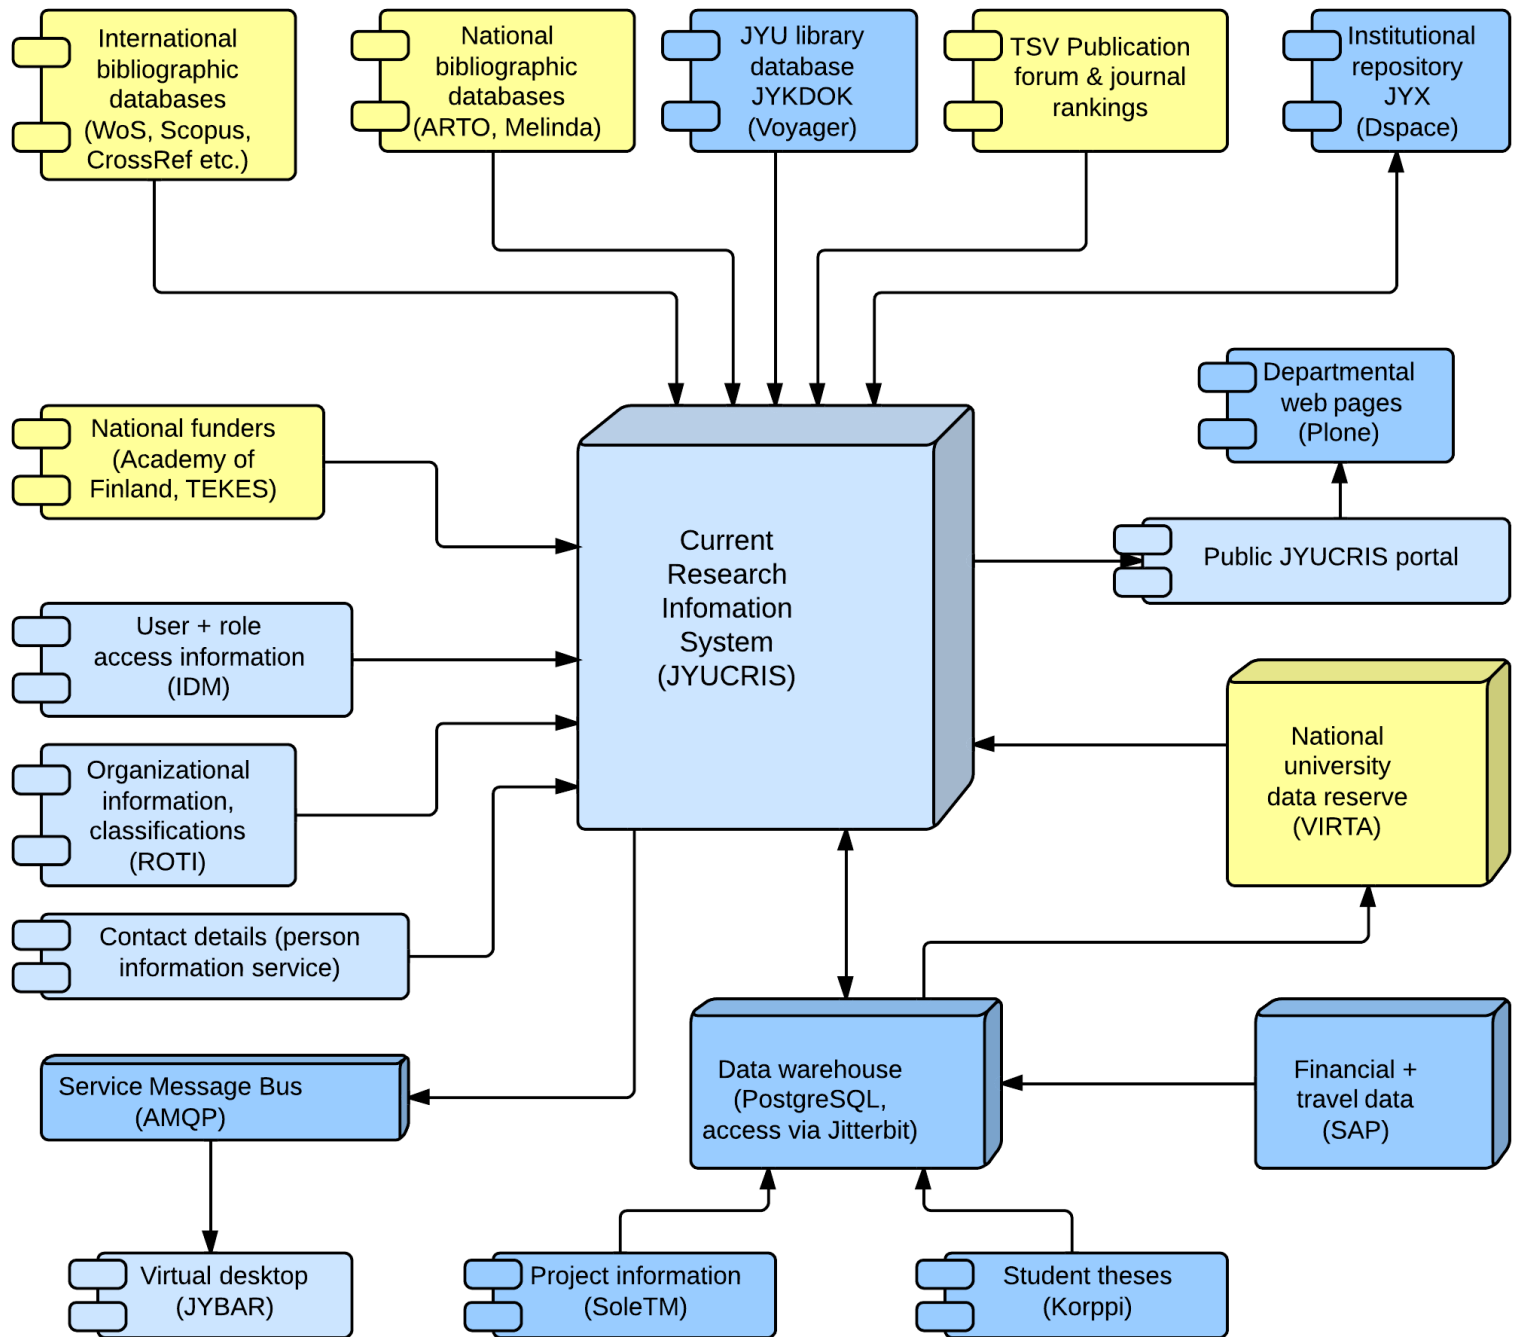 International
bibliographic
databases
(WoS, Scopus,
CrossRef etc.)
National
bibliographic
databases
(ARTO, Melinda)
JYU library
database
JYKDOK
(Voyager)
TSV Publication
forum & journal
rankings
Institutional
repository
JYX
(Dspace)
Departmental
web pages
(Plone)
National funders
(Academy of
Finland, TEKES)
Current
Research
Infomation
System
(JYUCRIS)
Public JYUCRIS portal
User + role
access information
(IDM)
National
university
data reserve
(VIRTA)
Organizational
information,
classifications
(ROTI)
Contact details (person
information service)
Service Message Bus
(AMQP)
Data warehouse
(PostgreSQL,
access via Jitterbit)
Financial +
travel data
(SAP)
Virtual desktop
(JYBAR)
Project information
(SoleTM)
Student theses
(Korppi)